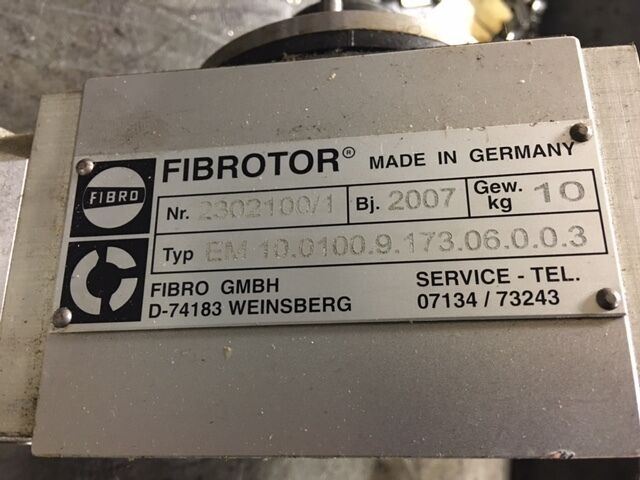 FIBRO
FIBROTOR® MADE IN GERMANY
Nr. 2302100/1 Bj. 2007 Gew. kg 10
Typ EM 10.0100.9.173.06.0.0.3
FIBRO GMBH SERVICE - TEL.
D-74183 WEINSBERG 07134 / 73243